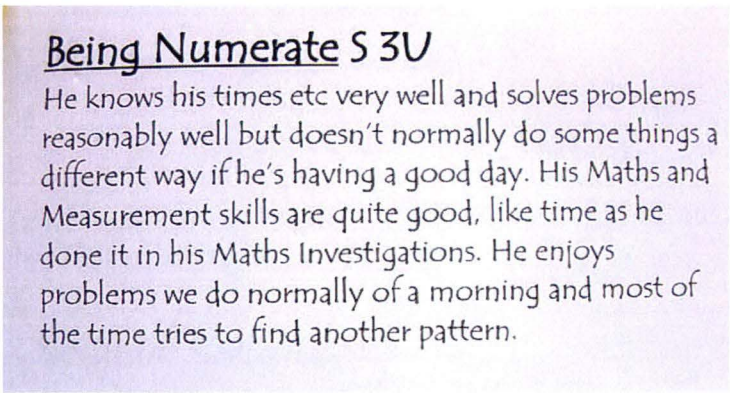 Being Numerate S 3U
He knows his times etc very well and solves problems
reasonably well but doesn't normally do some things a
different way if he's having a good day. His Maths and
Measurement skills are quite good, like time as he
done it in his Maths Investigations. He enjoys
problems we do normally of a morning and most of
the time tries to find another pattern.